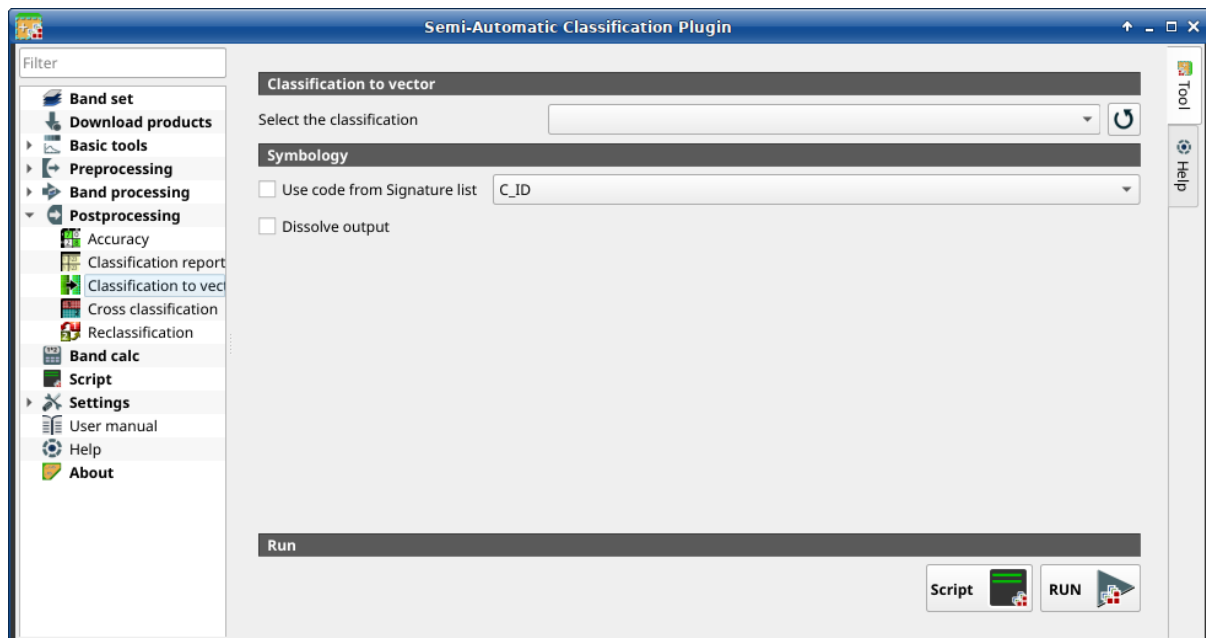 Semi-Automatic Classification Plugin
Filter
Band set
Download products
Basic tools
Preprocessing
Band processing
Postprocessing
Accuracy
Classification report
Classification to vect
Cross classification
Reclassification
Band calc
Script
Settings
User manual
Help
About
Classification to vector
Select the classification
Symbology
Use code from Signature list C_ID
Dissolve output
Run
Script RUN
Tool
Help